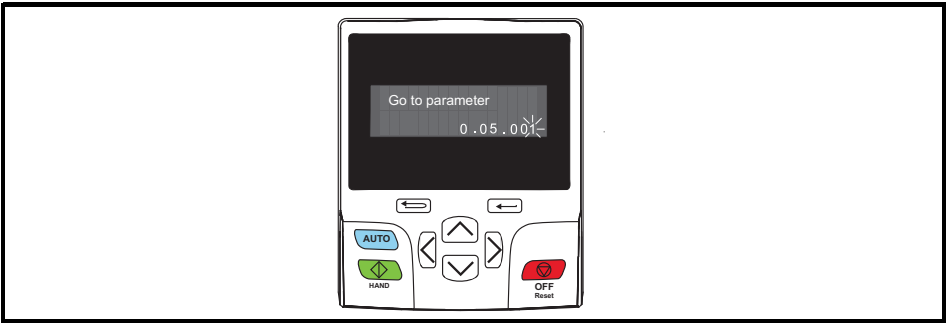 Go to parameter
0.05.001
AUTO
HAND
OFF
Reset